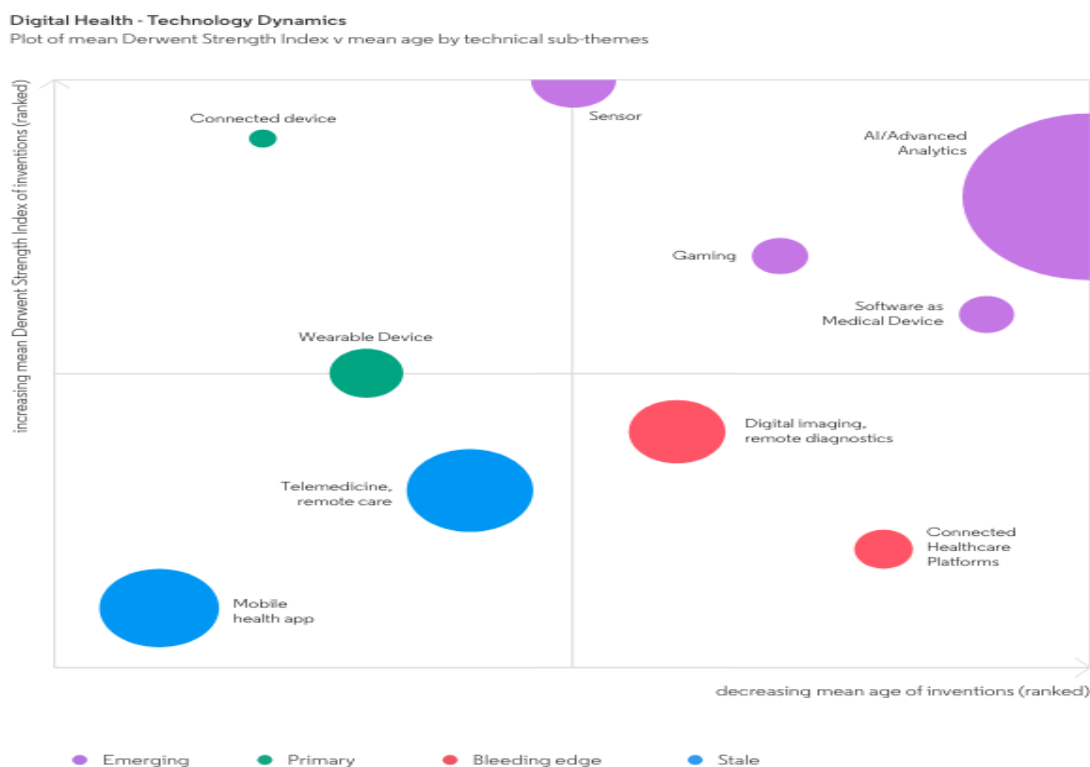 Digital Health - Technology Dynamics
Plot of mean Derwent Strength Index v mean age by technical sub-themes
increasing mean Derwent Strength Index of inventions (ranked)
Connected device
Sensor
AI/Advanced
Analytics
Gaming
Software as
Medical Device
Wearable Device
Digital imaging,
remote diagnostics
Telemedicine,
remote care
Connected
Healthcare
Platforms
Mobile
health app
decreasing mean age of inventions (ranked)
Emerging
Primary
Bleeding edge
Stale